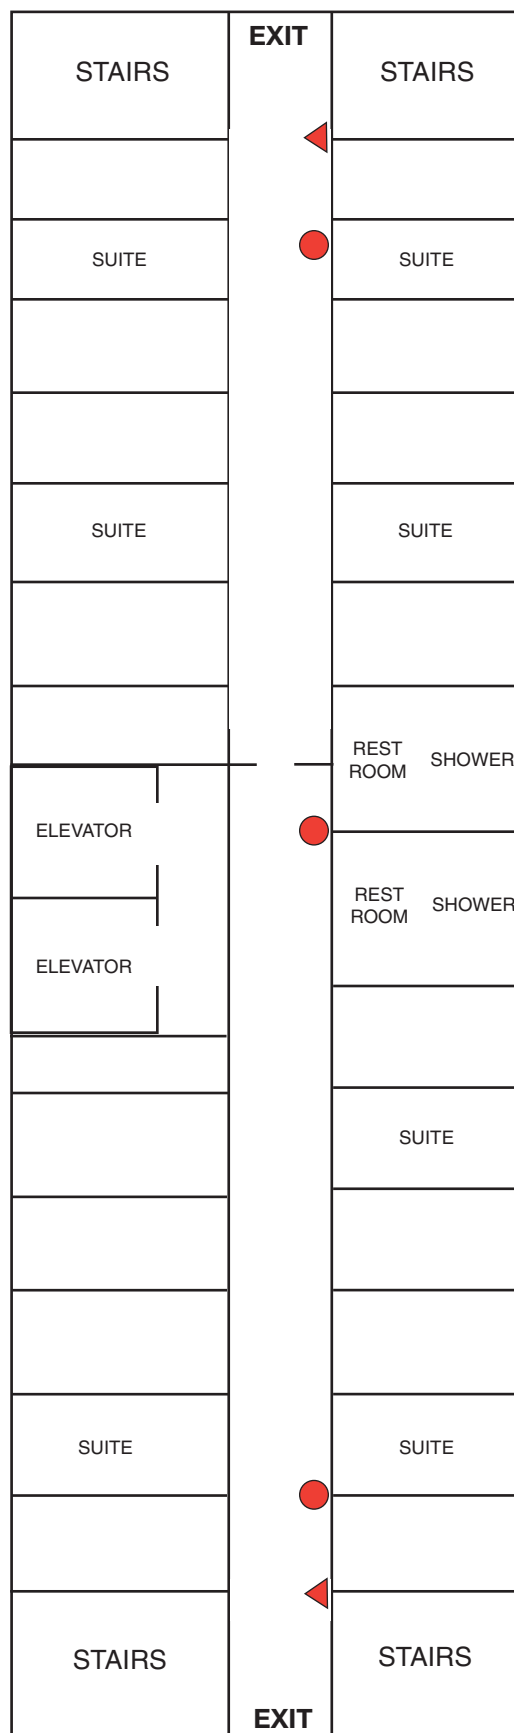 EXIT
STAIRS
STAIRS
SUITE
SUITE
SUITE
SUITE
REST
ROOM
SHOWER
ELEVATOR
REST
ROOM
SHOWER
ELEVATOR
SUITE
SUITE
SUITE
STAIRS
STAIRS
EXIT